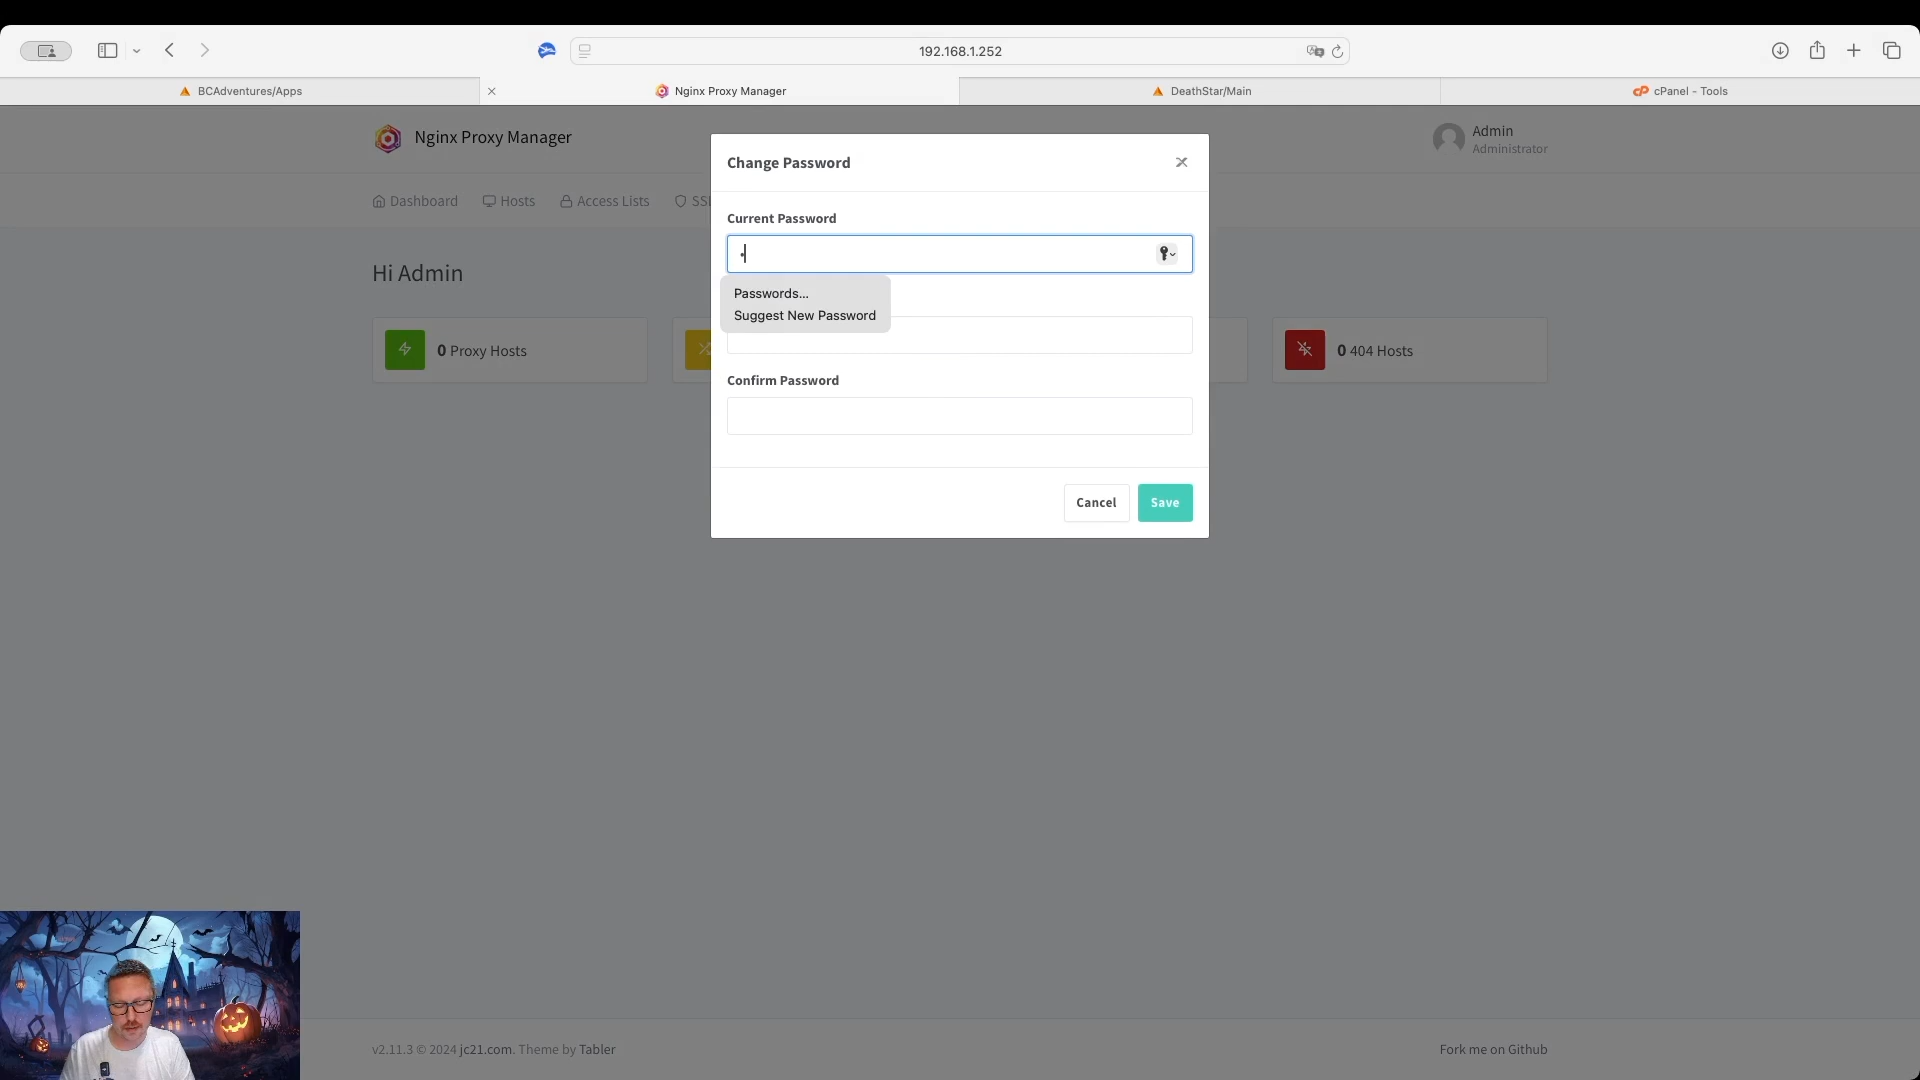 192.168.1.252
BCAdventures/Apps
Nginx Proxy Manager
DeathStar/Main
cPanel - Tools
Nginx Proxy Manager
Admin
Administrator
Dashboard
Hosts
Access Lists
SSL
Hi Admin
0 Proxy Hosts
0 404 Hosts
Change Password
Current Password
Passwords...
Suggest New Password
Confirm Password
Cancel
Save
v2.11.3 © 2024 jc21.com. Theme by Tabler
Fork me on Github